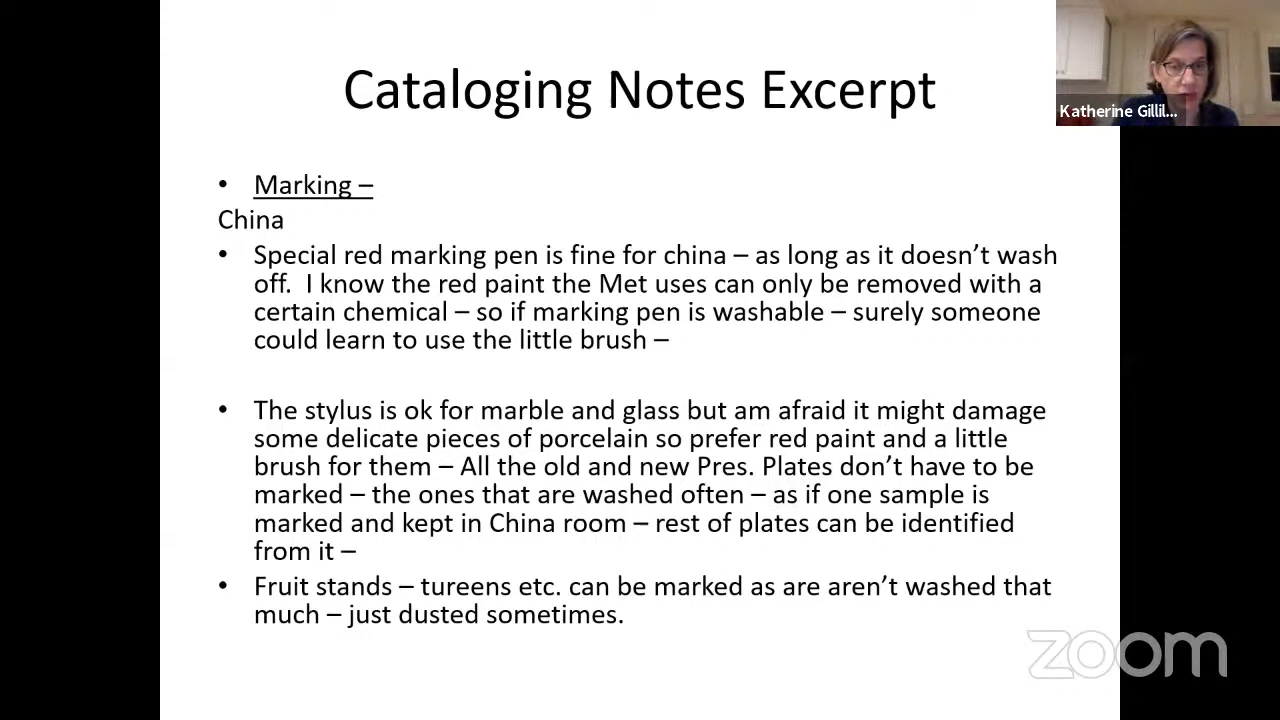 Cataloging Notes Excerpt
Katherine Gillil...
• Marking –
China
• Special red marking pen is fine for china – as long as it doesn't wash
off.  I know the red paint the Met uses can only be removed with a
certain chemical – so if marking pen is washable – surely someone
could learn to use the little brush –
• The stylus is ok for marble and glass but am afraid it might damage
some delicate pieces of porcelain so prefer red paint and a little
brush for them – All the old and new Pres. Plates don't have to be
marked – the ones that are washed often – as if one sample is
marked and kept in China room – rest of plates can be identified
from it –
• Fruit stands – tureens etc. can be marked as are aren't washed that
much – just dusted sometimes.
zoom